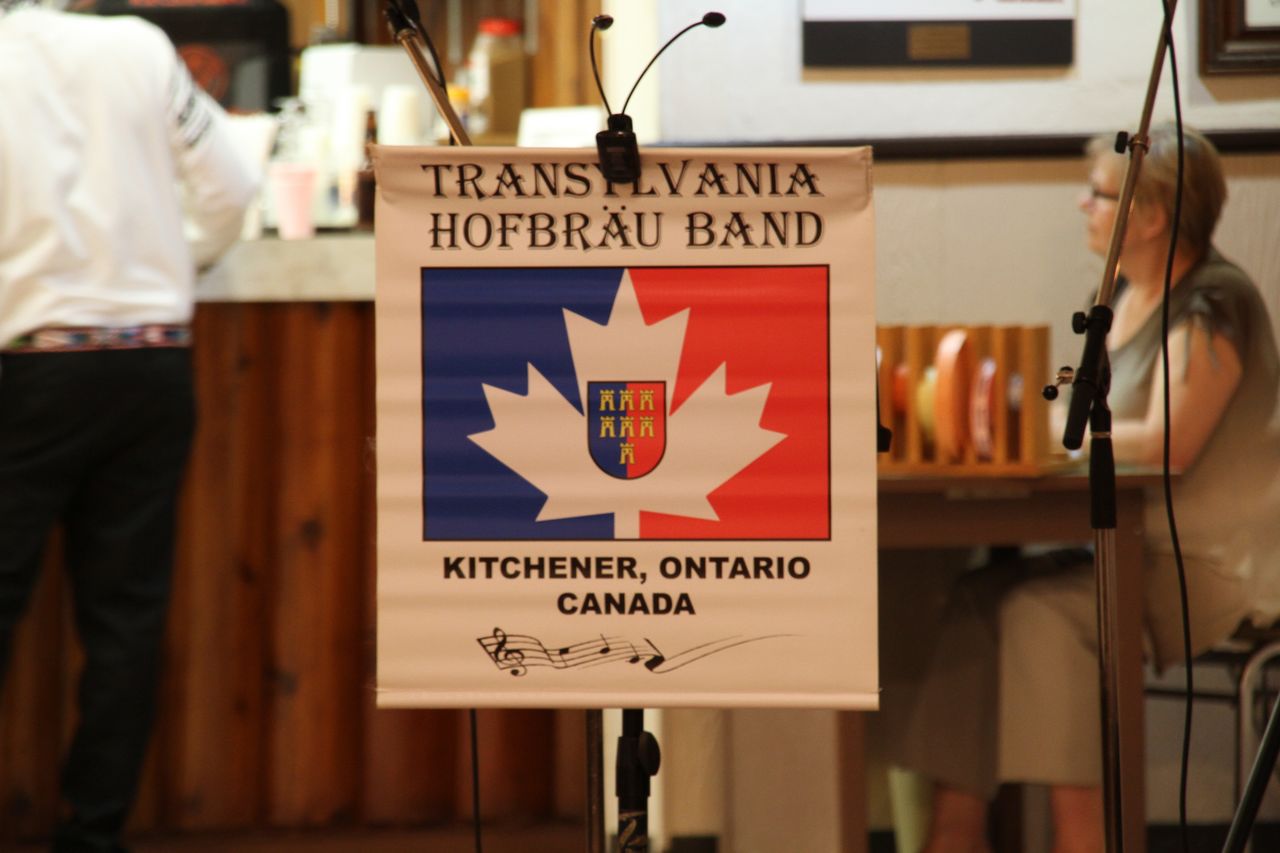 TRANSYLVANIA
HOFBRÄU BAND
KITCHENER, ONTARIO
CANADA